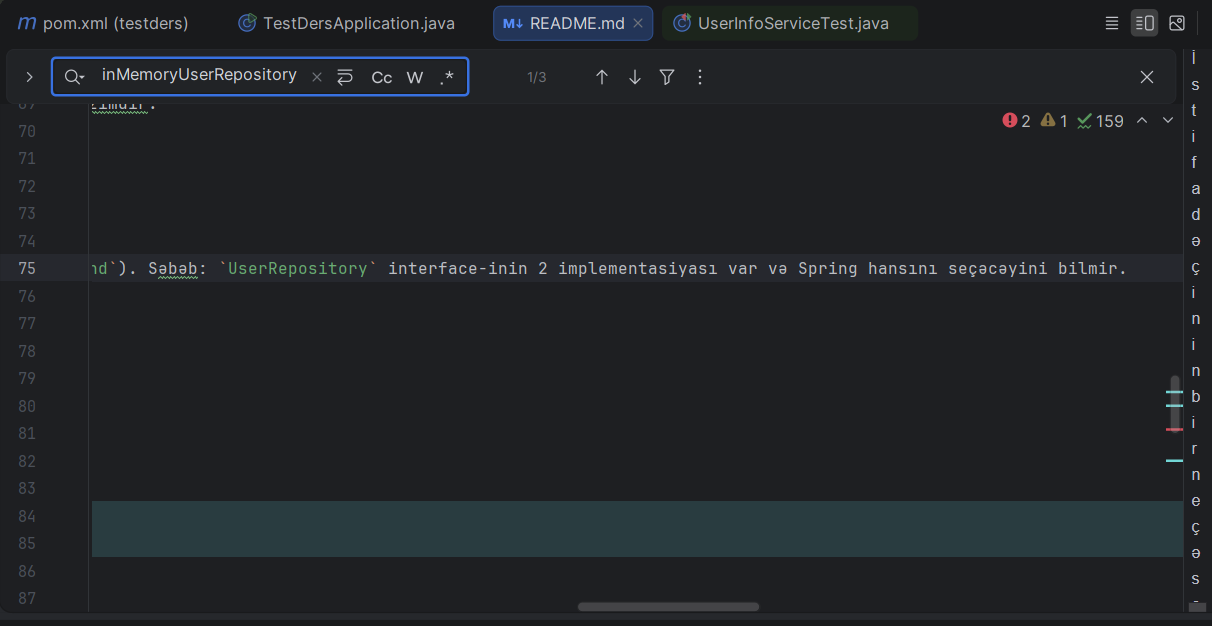 m pom.xml (testders) TestDersApplication.java M↓ README.md UserInfoServiceTest.java
inMemoryUserRepository Cc W .* 1/3
2 1 159
70
71
72
73
74
75 nd`). Səbəb: `UserRepository` interface-inin 2 implementasiyası var və Spring hansını seçəcəyini bilmir.
76
77
78
79
80
81
82
83
84
85
86
87
İ
s
t
i
f
a
d
ə
ç
i
n
i
n
b
i
r
n
e
ç
ə
s